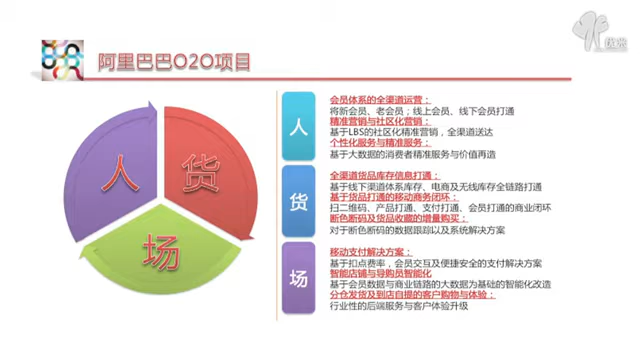 阿里巴巴O2O项目
人
货
场
人
会员体系的全渠道运营：
将新会员、老会员；线上会员、线下会员打通
精准营销与社区化营销：
基于LBS的社区化精准营销，全渠道送达
个性化服务与精准服务：
基于大数据的消费者精准服务与价值再造
货
全渠道货品库存信息打通：
基于线下渠道体系库存、电商及无线库存全链路打通
基于货品打通的移动商务闭环：
扫二维码、产品打通、支付打通、会员打通的商业闭环
断色断码及货品收藏的增量购买：
对于断色断码的数据跟踪以及系统解决方案
场
移动支付解决方案：
基于扣点费率，会员交互及便捷安全的支付解决方案
智能店铺与导购员智能化
基于会员数据与商业链路的大数据为基础的智能化改造
分仓发货及到店自提的客户购物与体验：
行业性的后端服务与客户体验升级